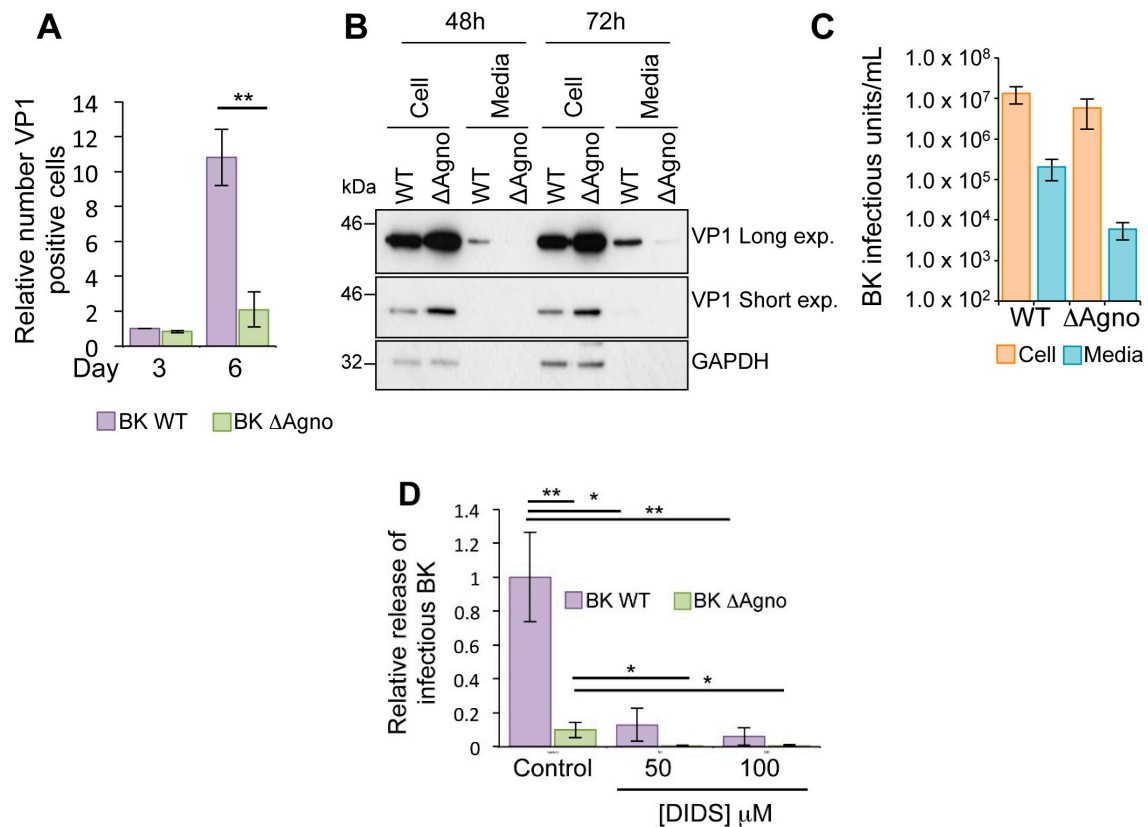 A
Relative number VP1
positive cells
14
12
10
8
6
4
2
0
**
Day 3 6
BK WT BK ΔAgno
B
48h 72h
Cell Media Cell Media
WT ΔAgno WT ΔAgno WT ΔAgno WT ΔAgno
kDa
46
VP1 Long exp.
46
VP1 Short exp.
32
GAPDH
C
BK infectious units/mL
1.0 x 10⁸
1.0 x 10⁷
1.0 x 10⁶
1.0 x 10⁵
1.0 x 10⁴
1.0 x 10³
1.0 x 10²
WT ΔAgno
Cell Media
D
Relative release of
infectious BK
1.4
1.2
1
0.8
0.6
0.4
0.2
0
** *
**
BK WT BK ΔAgno
*
*
Control 50 100
[DIDS] μM